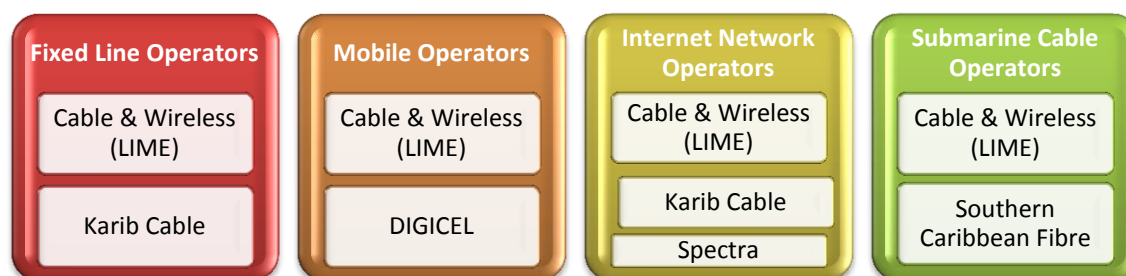 Fixed Line Operators
Cable & Wireless
(LIME)
Karib Cable
Mobile Operators
Cable & Wireless
(LIME)
DIGICEL
Internet Network
Operators
Cable & Wireless
(LIME)
Karib Cable
Spectra
Submarine Cable
Operators
Cable & Wireless
(LIME)
Southern
Caribbean Fibre